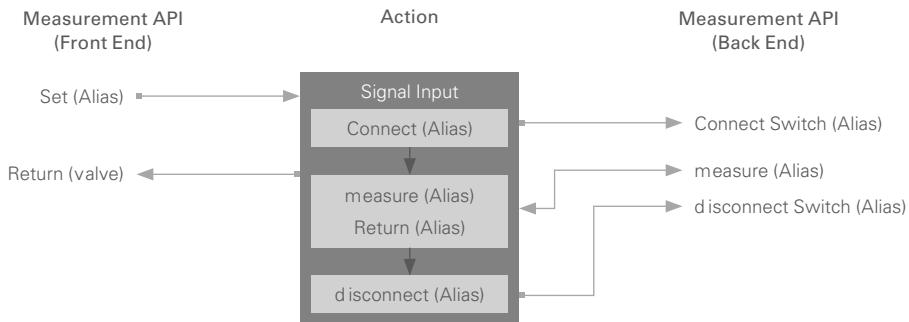 Measurement API
(Front End)
Action
Measurement API
(Back End)
Set (Alias)
Signal Input
Connect (Alias)
Connect Switch (Alias)
Return (valve)
measure (Alias)
Return (Alias)
measure (Alias)
disconnect Switch (Alias)
disconnect (Alias)